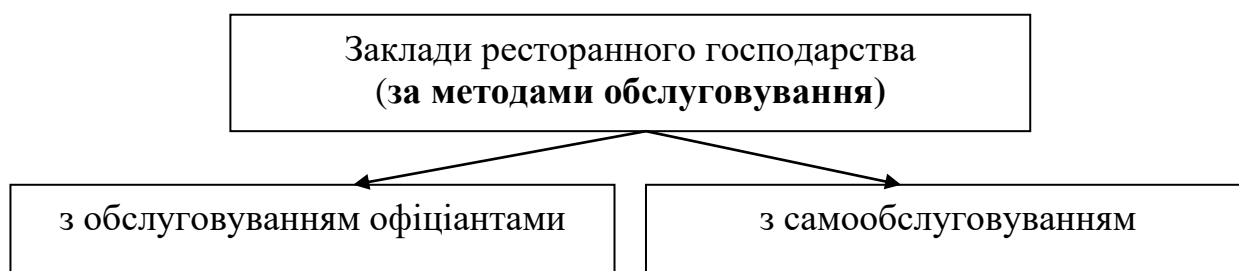 Заклади ресторанного господарства
(за методами обслуговування)
з обслуговуванням офіціантами
з самообслуговуванням